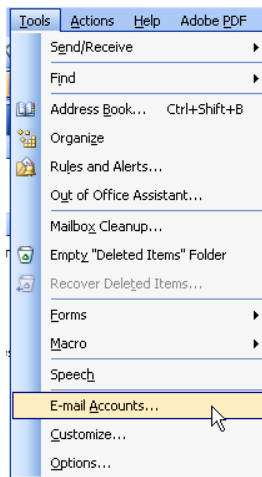 Tools Actions Help Adobe PDF
Send/Receive
Find
Address Book... Ctrl+Shift+B
Organize
Rules and Alerts...
Out of Office Assistant...
Mailbox Cleanup...
Empty "Deleted Items" Folder
Recover Deleted Items...
Forms
Macro
Speech
E-mail Accounts...
Customize...
Options...